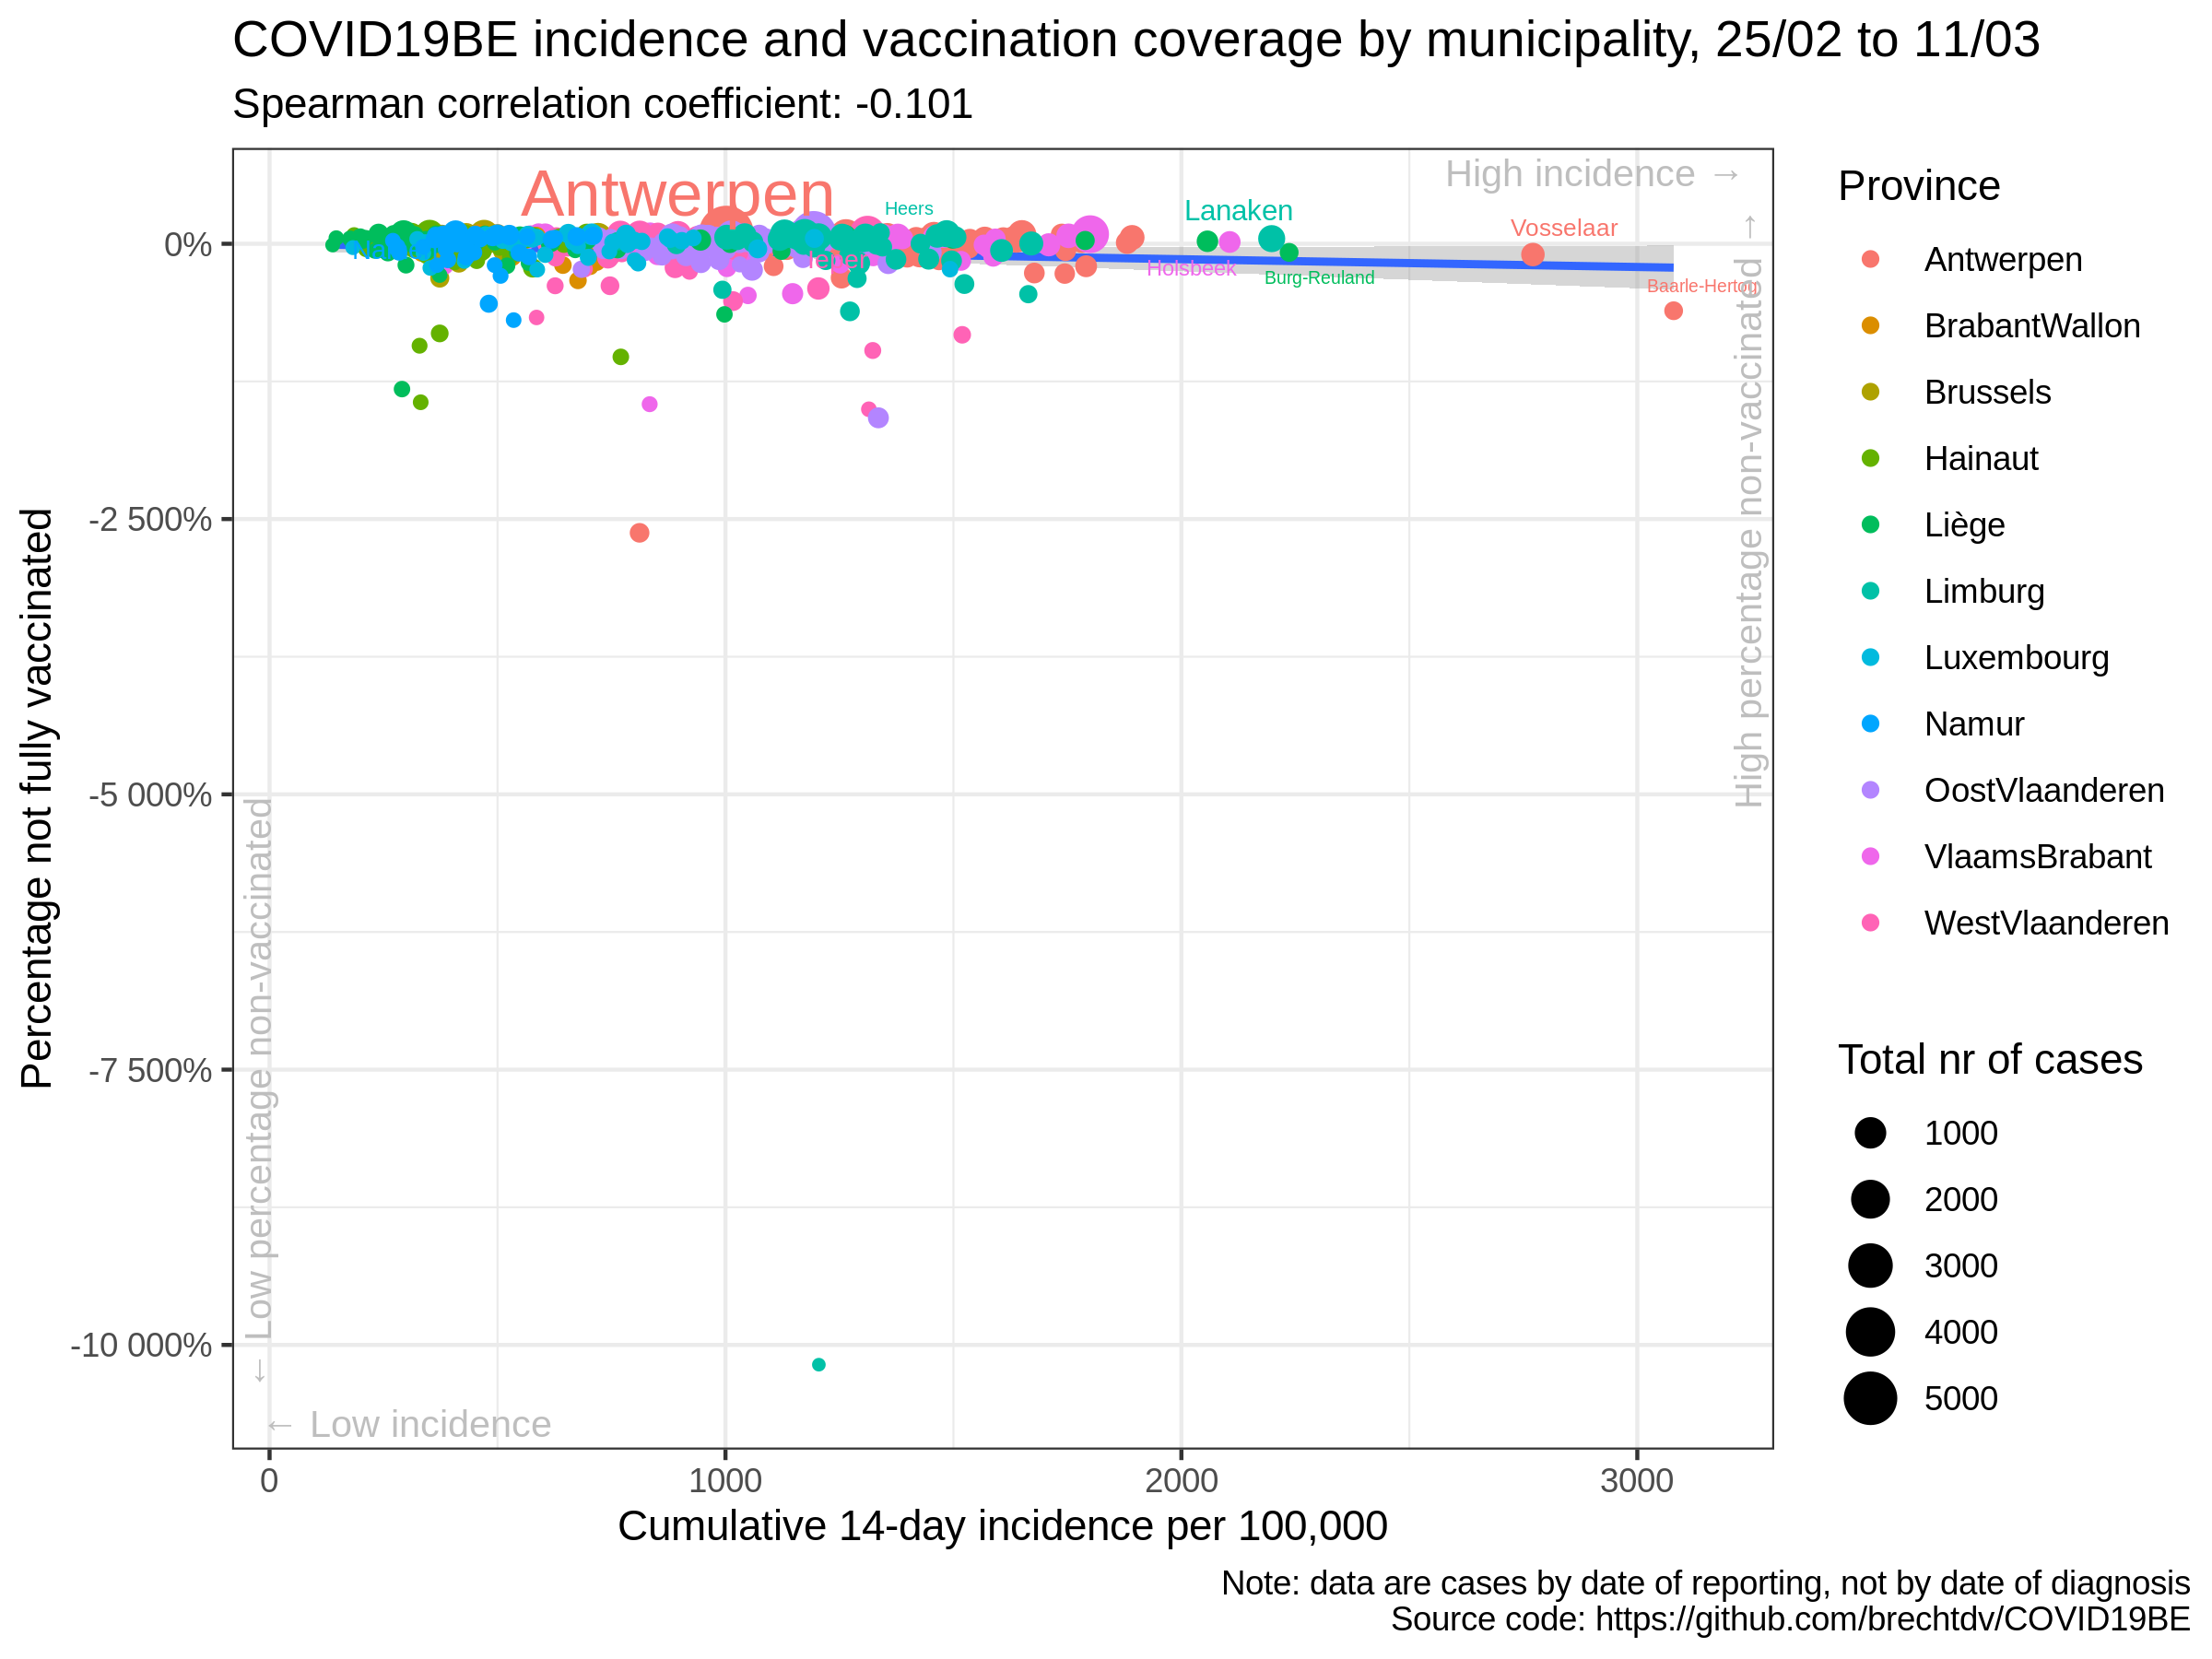 COVID19BE incidence and vaccination coverage by municipality, 25/02 to 11/03
Spearman correlation coefficient: -0.101
Percentage not fully vaccinated
0%
-2 500%
-5 000%
-7 500%
-10 000%
Antwerpen
Heers
Lanaken
High incidence →
Vosselaar
Holsbeek
Burg-Reuland
Baarle-Hertog
Ieper
High percentage non-vaccinated →
← Low percentage non-vaccinated
← Low incidence
0
1000
2000
3000
Cumulative 14-day incidence per 100,000
Province
Antwerpen
BrabantWallon
Brussels
Hainaut
Liège
Limburg
Luxembourg
Namur
OostVlaanderen
VlaamsBrabant
WestVlaanderen
Total nr of cases
1000
2000
3000
4000
5000
Note: data are cases by date of reporting, not by date of diagnosis
Source code: https://github.com/brechtdv/COVID19BE